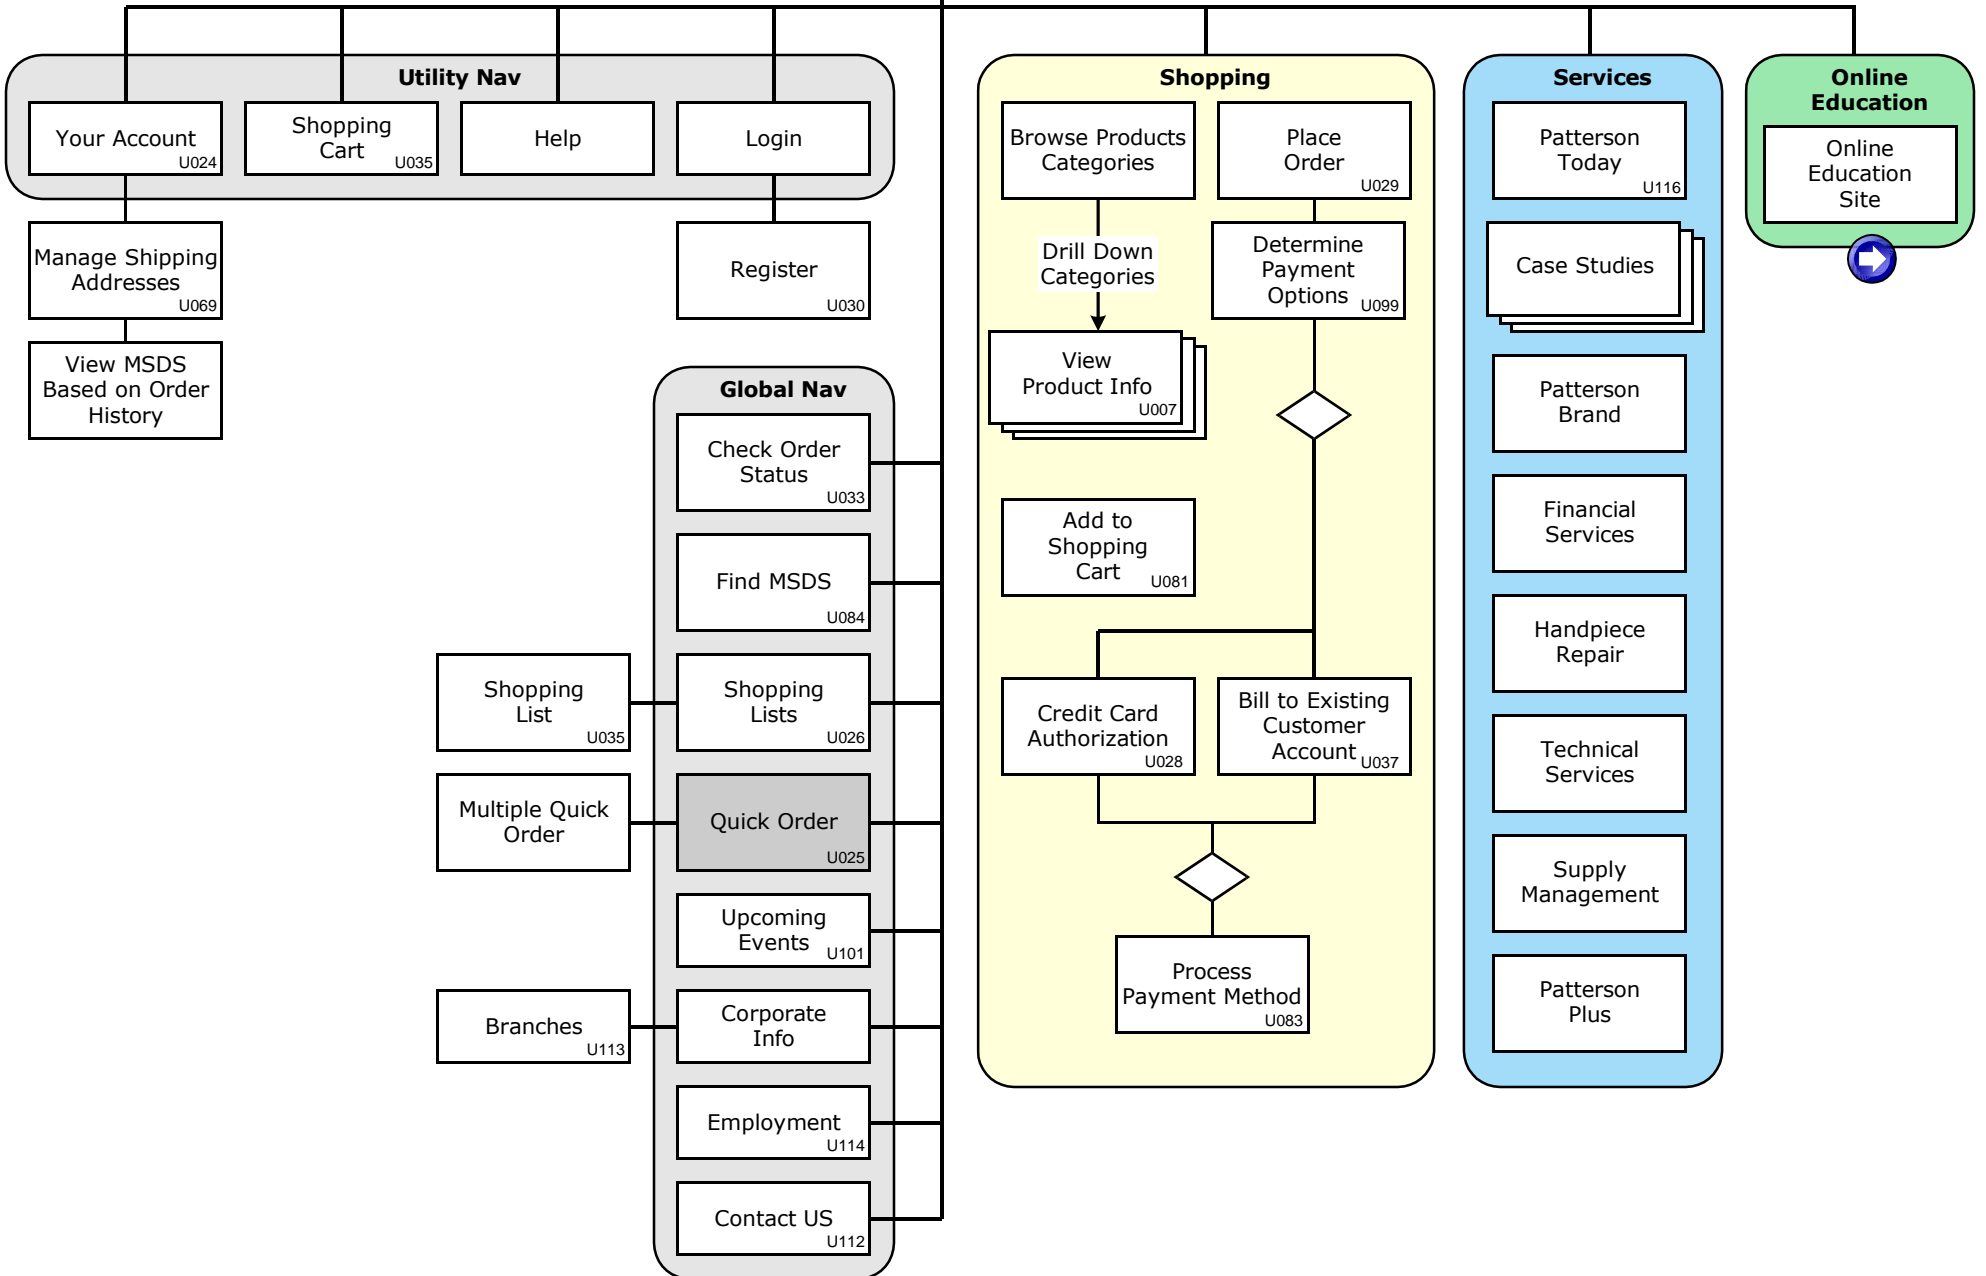 Utility Nav
Your Account
U024
Shopping
Cart
U035
Help
Login
Manage Shipping
Addresses
U069
View MSDS
Based on Order
History
Register
U030
Global Nav
Check Order
Status
U033
Find MSDS
U084
Shopping
List
U035
Shopping
Lists
U026
Multiple Quick
Order
Quick Order
U025
Upcoming
Events
U101
Branches
U113
Corporate
Info
Employment
U114
Contact US
U112
Shopping
Browse Products
Categories
Drill Down
Categories
View
Product Info
U007
Add to
Shopping
Cart
U081
Place
Order
U029
Determine
Payment
Options
U099
Credit Card
Authorization
U028
Bill to Existing
Customer
Account
U037
Process
Payment Method
U083
Services
Patterson
Today
U116
Case Studies
Patterson
Brand
Financial
Services
Handpiece
Repair
Technical
Services
Supply
Management
Patterson
Plus
Online
Education
Online
Education
Site